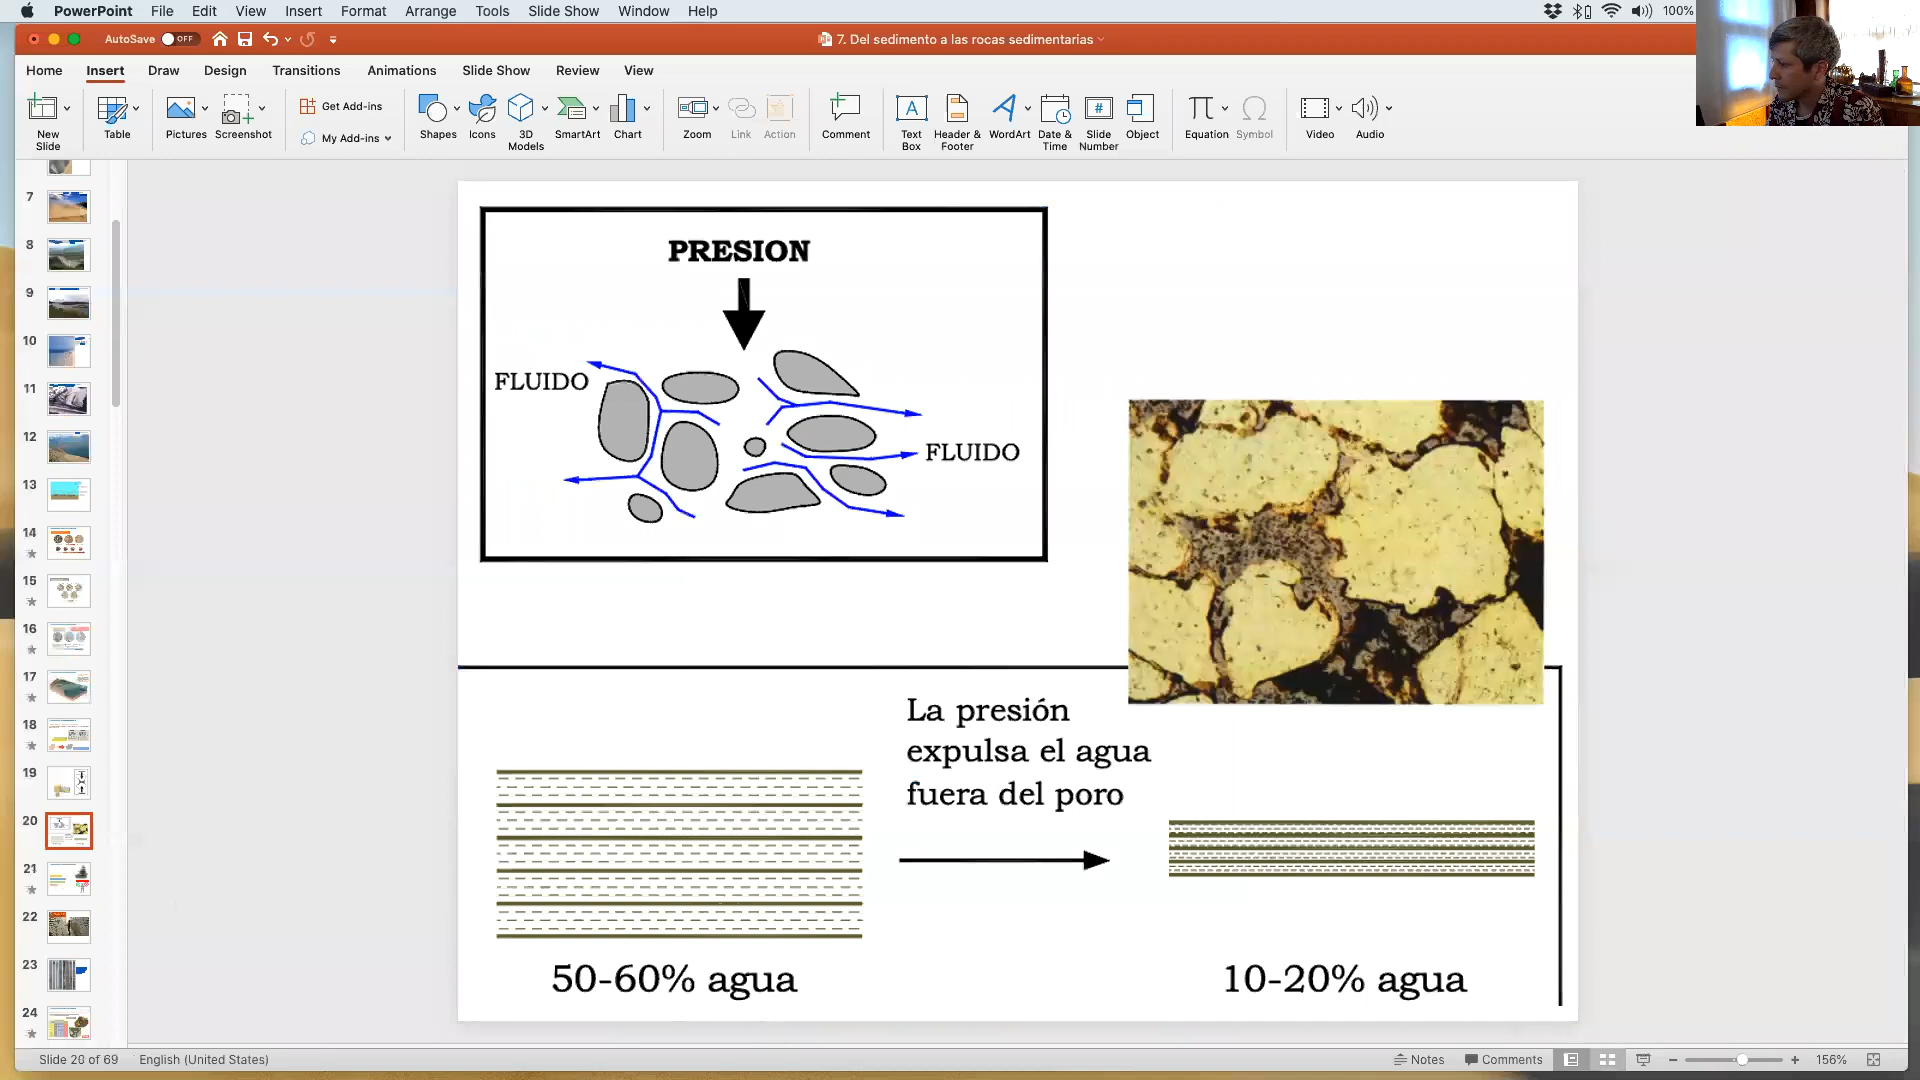 PowerPoint File Edit View Insert Format Arrange Tools Slide Show Window Help 100%
AutoSave OFF 7. Del sedimento a las rocas sedimentarias
Home Insert Draw Design Transitions Animations Slide Show Review View
New Slide
Table
Pictures
Screenshot
Get Add-ins
My Add-ins
Shapes
Icons
3D Models
SmartArt
Chart
Zoom
Link
Action
Comment
Text Box
Header & Footer
WordArt
Date & Time
Slide Number
Object
Equation
Symbol
Video
Audio
7
8
9
10
11
12
13
14
15
16
17
18
19
20
21
22
23
24
PRESION
FLUIDO
FLUIDO
La presión
expulsa el agua
fuera del poro
50-60% agua
10-20% agua
Slide 20 of 69 English (United States) Notes Comments 156%